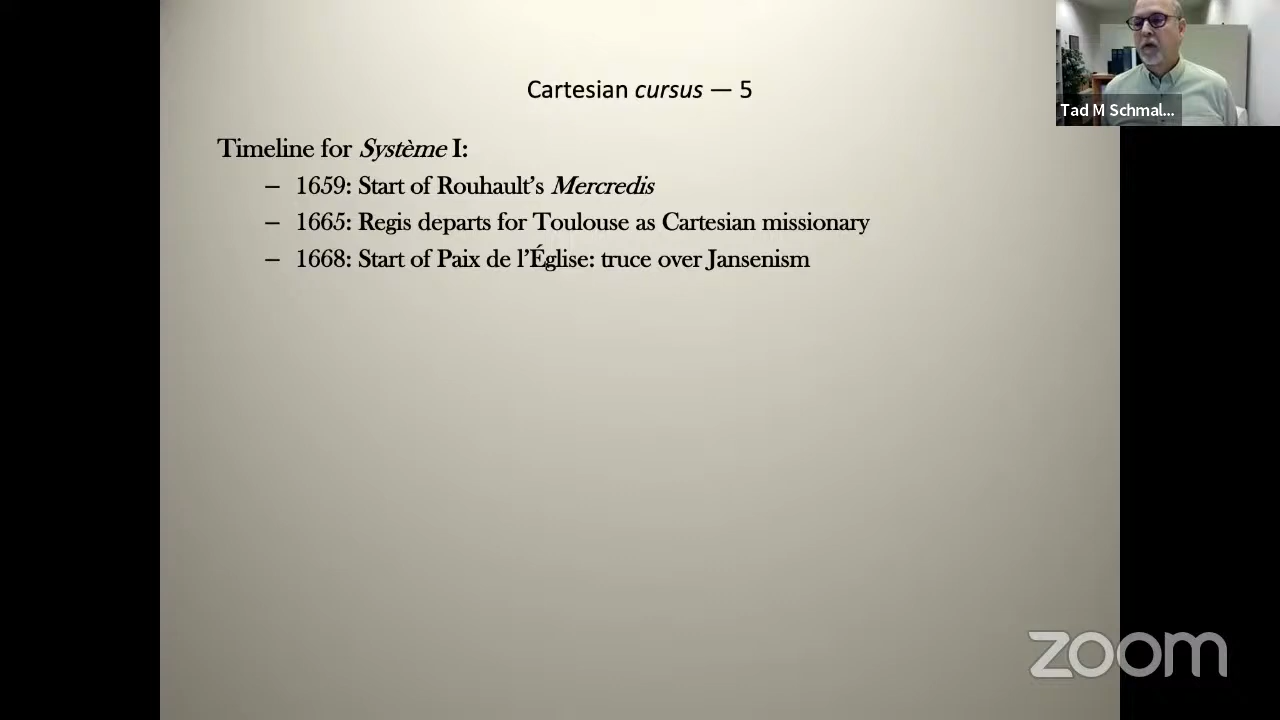 Cartesian cursus — 5
Tad M Schmal...
Timeline for Système I:
– 1659: Start of Rouhault’s Mercredis
– 1665: Regis departs for Toulouse as Cartesian missionary
– 1668: Start of Paix de l’Église: truce over Jansenism
zoom